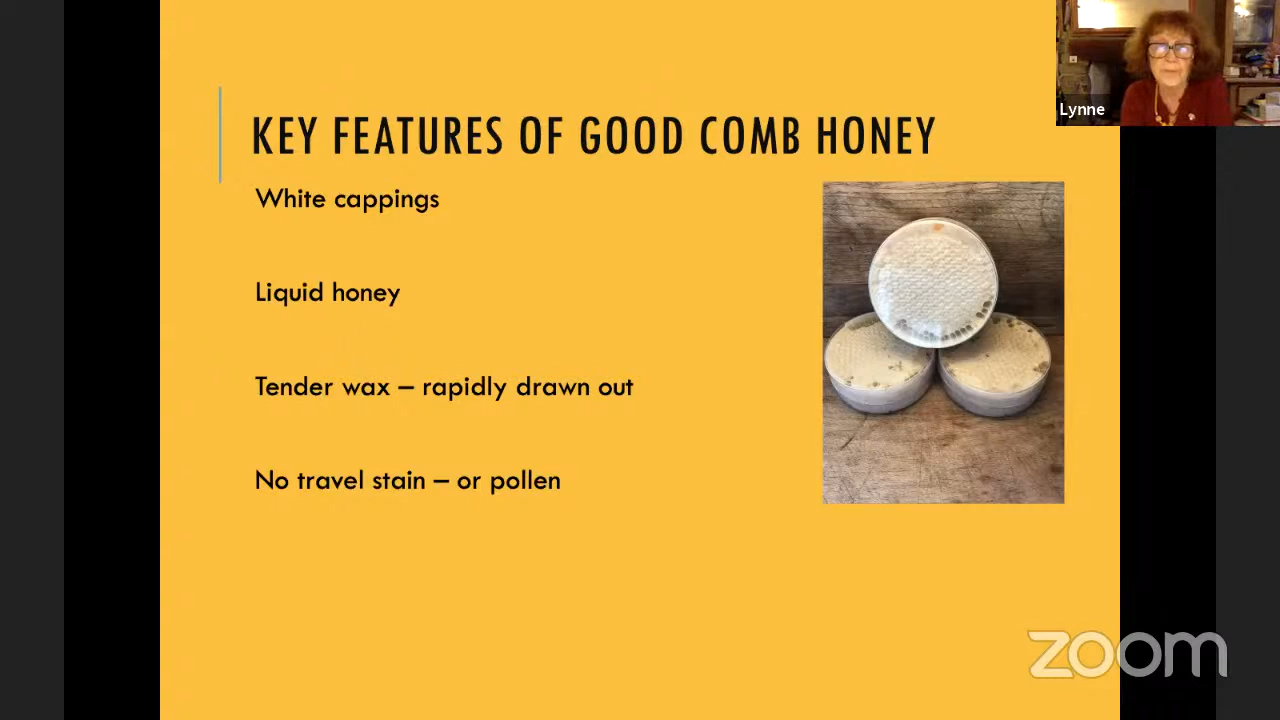 Lynne
KEY FEATURES OF GOOD COMB HONEY
White cappings
Liquid honey
Tender wax – rapidly drawn out
No travel stain – or pollen
zoom